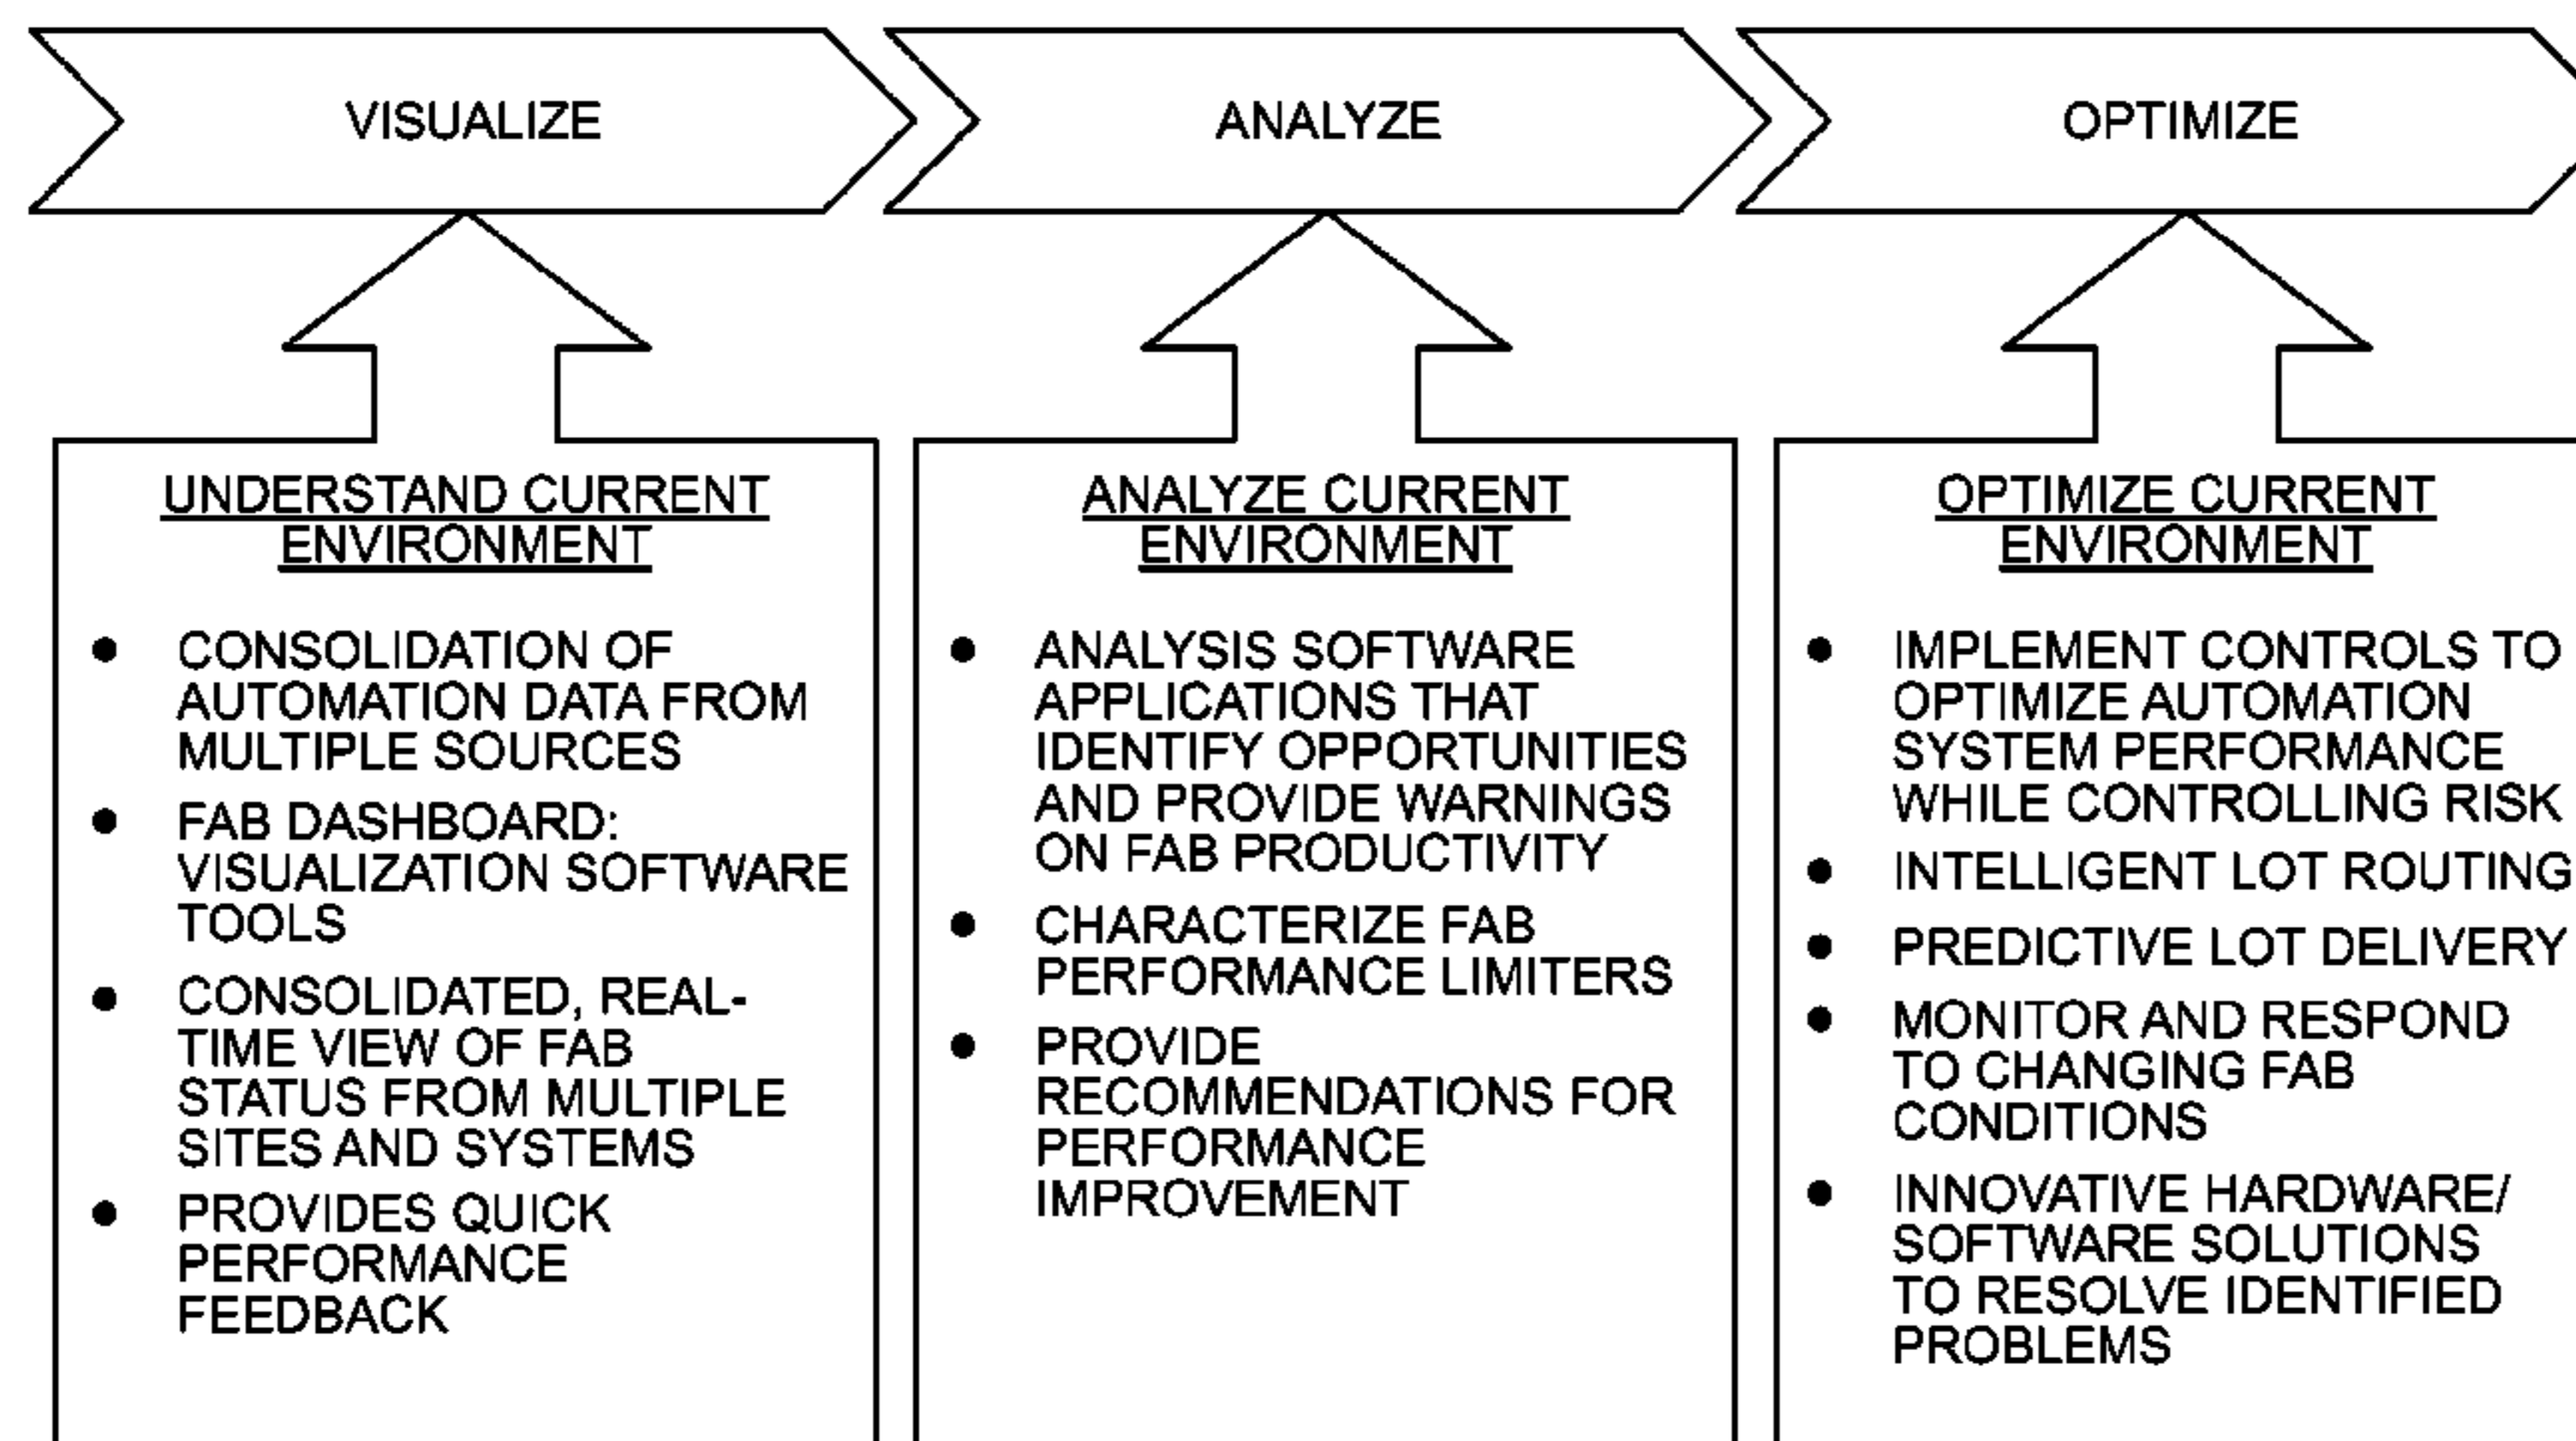 VISUALIZE
ANALYZE
OPTIMIZE
UNDERSTAND CURRENT
ENVIRONMENT
● CONSOLIDATION OF
AUTOMATION DATA FROM
MULTIPLE SOURCES
● FAB DASHBOARD:
VISUALIZATION SOFTWARE
TOOLS
● CONSOLIDATED, REAL-
TIME VIEW OF FAB
STATUS FROM MULTIPLE
SITES AND SYSTEMS
● PROVIDES QUICK
PERFORMANCE
FEEDBACK
ANALYZE CURRENT
ENVIRONMENT
● ANALYSIS SOFTWARE
APPLICATIONS THAT
IDENTIFY OPPORTUNITIES
AND PROVIDE WARNINGS
ON FAB PRODUCTIVITY
● CHARACTERIZE FAB
PERFORMANCE LIMITERS
● PROVIDE
RECOMMENDATIONS FOR
PERFORMANCE
IMPROVEMENT
OPTIMIZE CURRENT
ENVIRONMENT
● IMPLEMENT CONTROLS TO
OPTIMIZE AUTOMATION
SYSTEM PERFORMANCE
WHILE CONTROLLING RISK
● INTELLIGENT LOT ROUTING
● PREDICTIVE LOT DELIVERY
● MONITOR AND RESPOND
TO CHANGING FAB
CONDITIONS
● INNOVATIVE HARDWARE/
SOFTWARE SOLUTIONS
TO RESOLVE IDENTIFIED
PROBLEMS